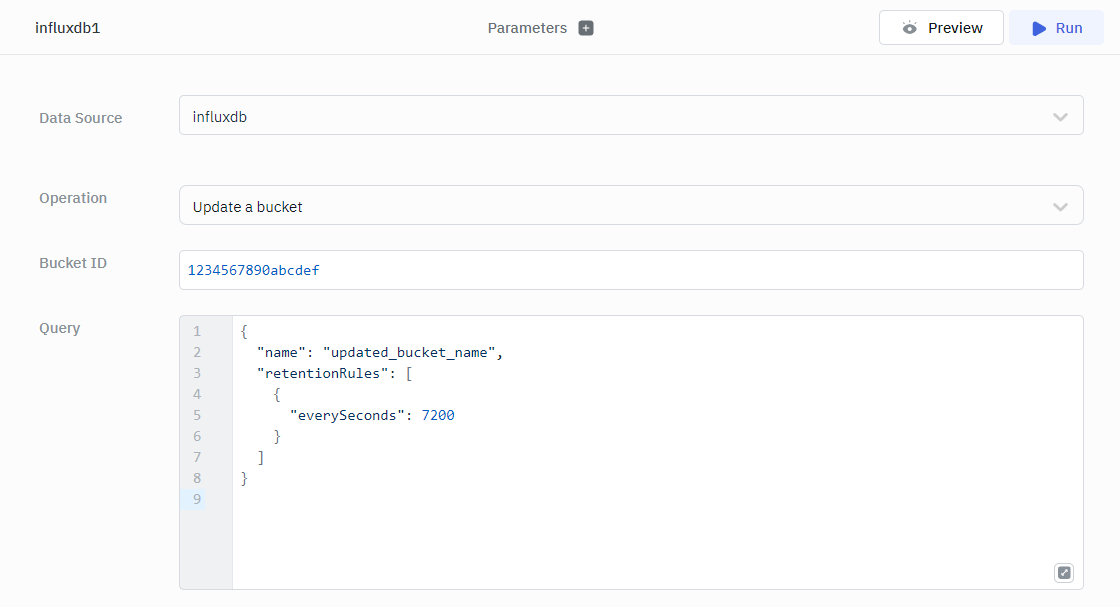 influxdb1
Parameters
Preview
Run
Data Source
influxdb
Operation
Update a bucket
Bucket ID
1234567890abcdef
Query
1 {
2   "name": "updated_bucket_name",
3   "retentionRules": [
4     {
5       "everySeconds": 7200
6     }
7   ]
8 }
9